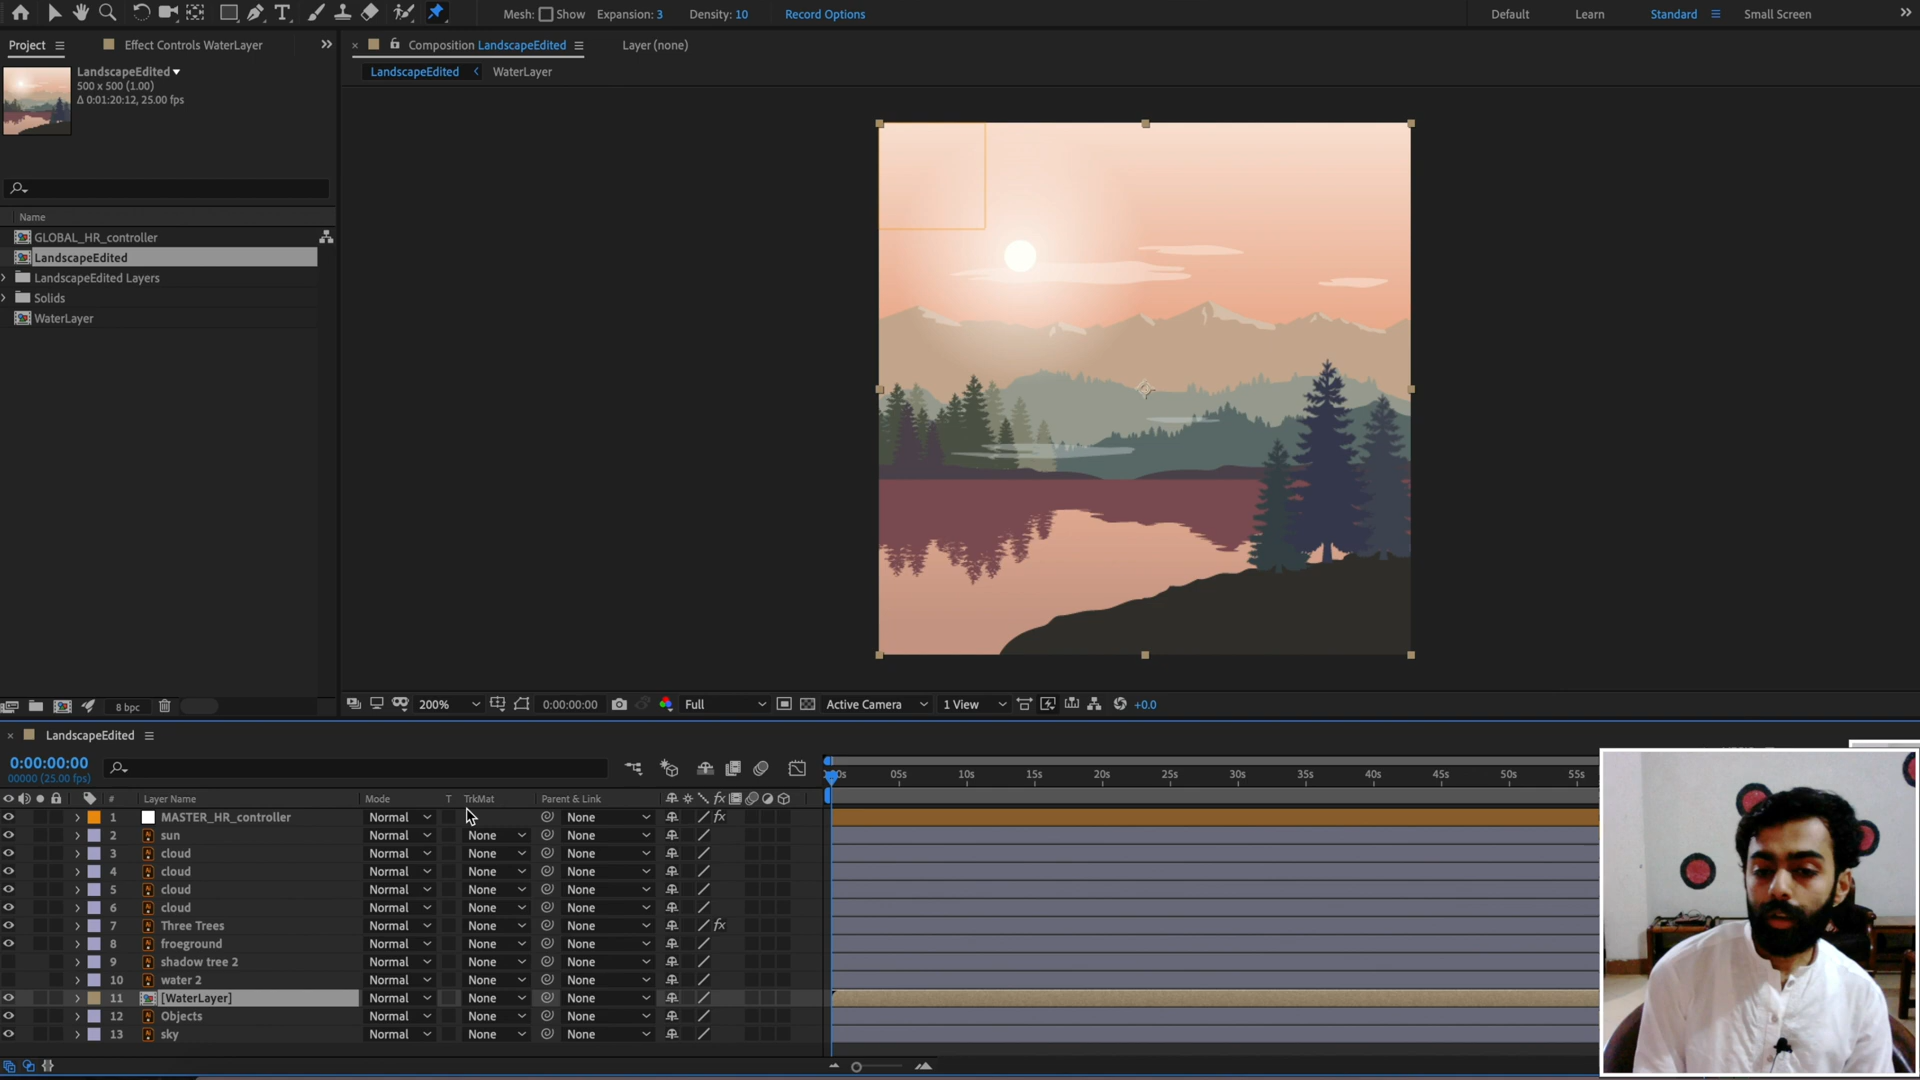 Mesh: Show Expansion: 3 Density: 10 Record Options Default Learn Standard Small Screen
Project Effect Controls WaterLayer Composition LandscapeEdited Layer (none)
LandscapeEdited
500 x 500 (1.00)
Δ 0:01:20:12, 25.00 fps
LandscapeEdited WaterLayer
Name
GLOBAL_HR_controller
LandscapeEdited
LandscapeEdited Layers
Solids
WaterLayer
8 bpc 200% 0:00:00:00 Full Active Camera 1 View +0.0
LandscapeEdited
0:00:00:00
00000 (25.00 fps)
05s 10s 15s 20s 25s 30s 35s 40s 45s 50s 55s
# Layer Name Mode T TrkMat Parent & Link
1 MASTER_HR_controller Normal None
2 sun Normal None None
3 cloud Normal None None
4 cloud Normal None None
5 cloud Normal None None
6 cloud Normal None None
7 Three Trees Normal None None
8 froeground Normal None None
9 shadow tree 2 Normal None None
10 water 2 Normal None None
11 [WaterLayer] Normal None None
12 Objects Normal None None
13 sky Normal None None